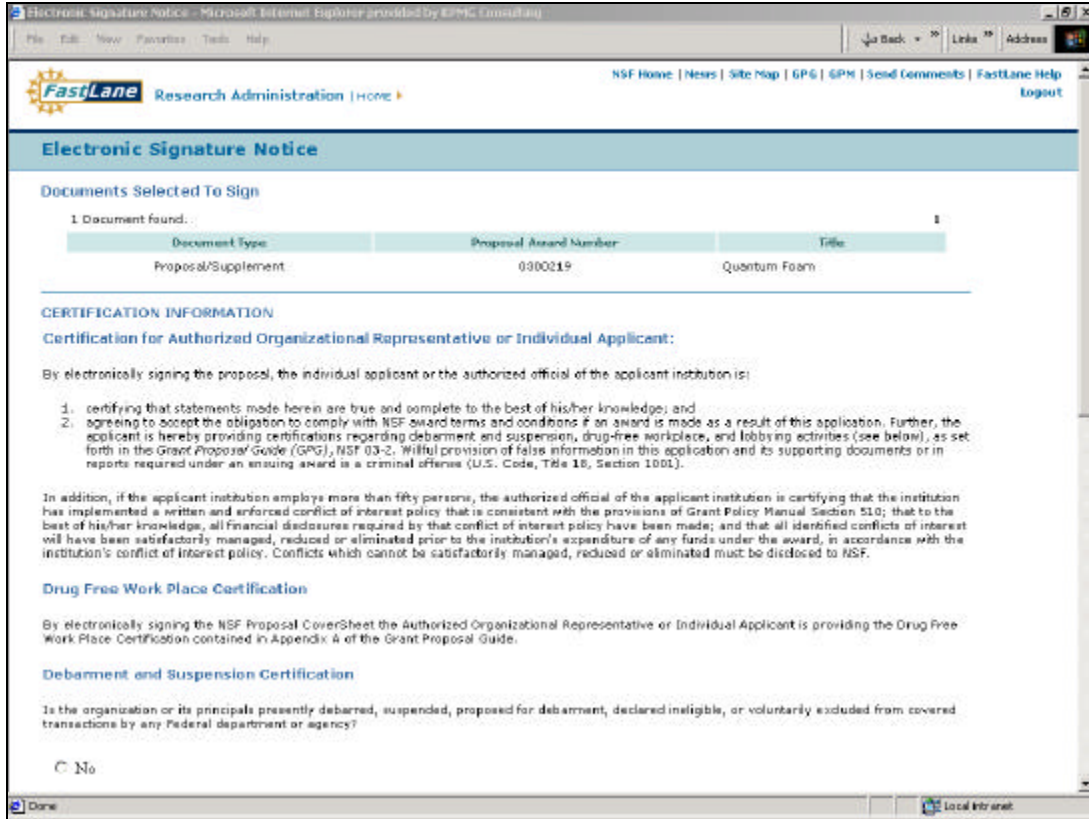 Electronic Signature Notice - Microsoft Internet Explorer provided by KPMG Consulting
File Edit View Favorites Tools Help
Back Links Address
NSF Home | News | Site Map | GPG | GPM | Send Comments | FastLane Help
FastLane Research Administration | HOME
Logout
Electronic Signature Notice
Documents Selected To Sign
1 Document found. 1
Document Type Proposal Award Number Title
Proposal/Supplement 0300219 Quantum Foam
CERTIFICATION INFORMATION
Certification for Authorized Organizational Representative or Individual Applicant:
By electronically signing the proposal, the individual applicant or the authorized official of the applicant institution is:
1. certifying that statements made herein are true and complete to the best of his/her knowledge; and
2. agreeing to accept the obligation to comply with NSF award terms and conditions if an award is made as a result of this application. Further, the
applicant is hereby providing certifications regarding debarment and suspension, drug-free workplace, and lobbying activities (see below), as set
forth in the Grant Proposal Guide (GPG), NSF 03-2. Willful provision of false information in this application and its supporting documents or in
reports required under an ensuing award is a criminal offense (U.S. Code, Title 18, Section 1001).
In addition, if the applicant institution employs more than fifty persons, the authorized official of the applicant institution is certifying that the institution
has implemented a written and enforced conflict of interest policy that is consistent with the provisions of Grant Policy Manual Section 510; that to the
best of his/her knowledge, all financial disclosures required by that conflict of interest policy have been made; and that all identified conflicts of interest
will have been satisfactorily managed, reduced or eliminated prior to the institution's expenditure of any funds under the award, in accordance with the
institution's conflict of interest policy. Conflicts which cannot be satisfactorily managed, reduced or eliminated must be disclosed to NSF.
Drug Free Work Place Certification
By electronically signing the NSF Proposal CoverSheet the Authorized Organizational Representative or Individual Applicant is providing the Drug Free
Work Place Certification contained in Appendix A of the Grant Proposal Guide.
Debarment and Suspension Certification
Is the organization or its principals presently debarred, suspended, proposed for debarment, declared ineligible, or voluntarily excluded from covered
transactions by any Federal department or agency?
No
Done Local intranet